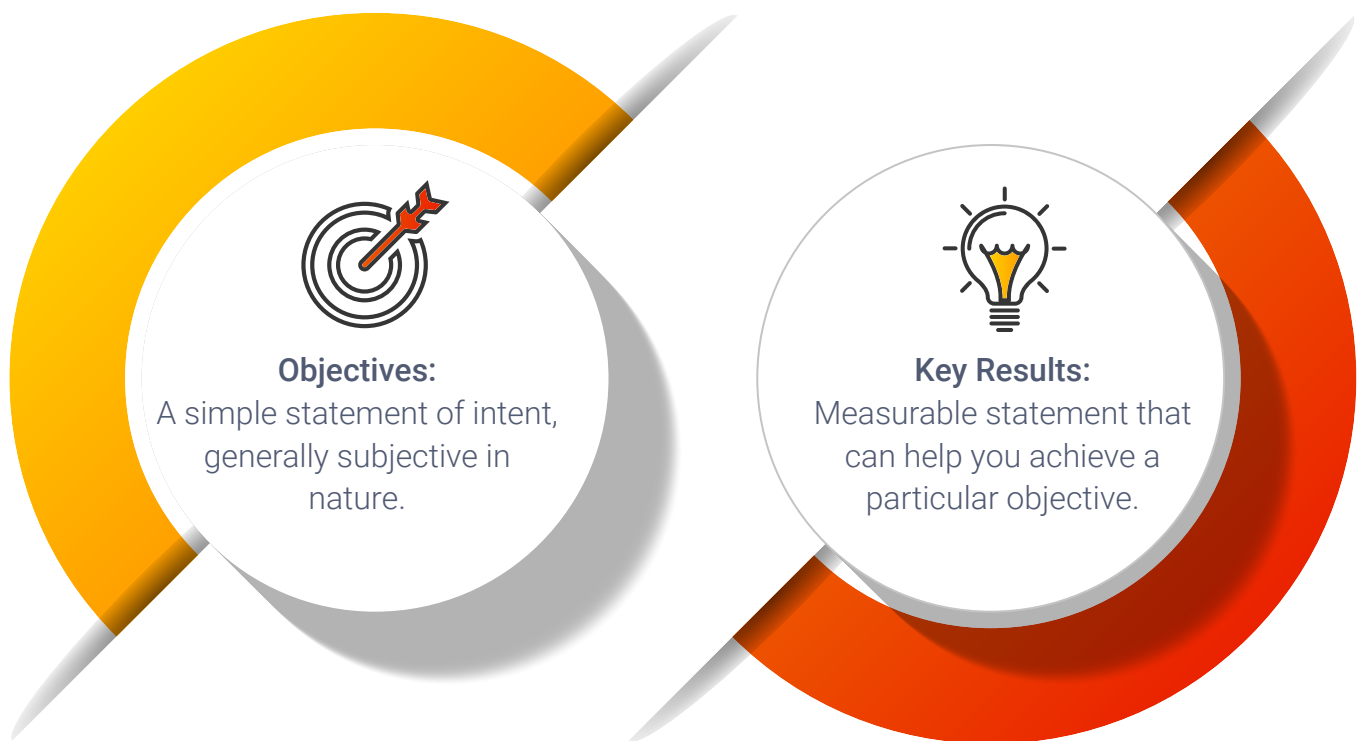 Objectives:
A simple statement of intent,
generally subjective in
nature.
Key Results:
Measurable statement that
can help you achieve a
particular objective.